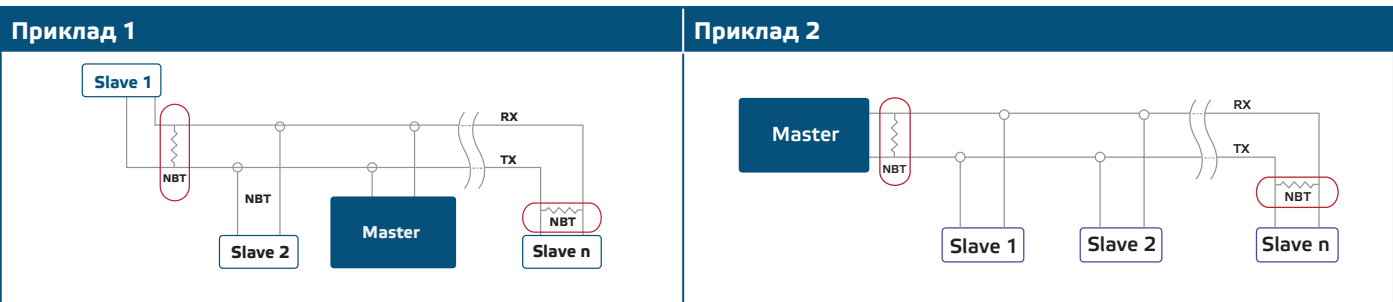 Приклад 1
Slave 1
RX
TX
NBT
NBT
NBT
Slave 2
Master
Slave n
Приклад 2
RX
Master
TX
NBT
NBT
Slave 1
Slave 2
Slave n